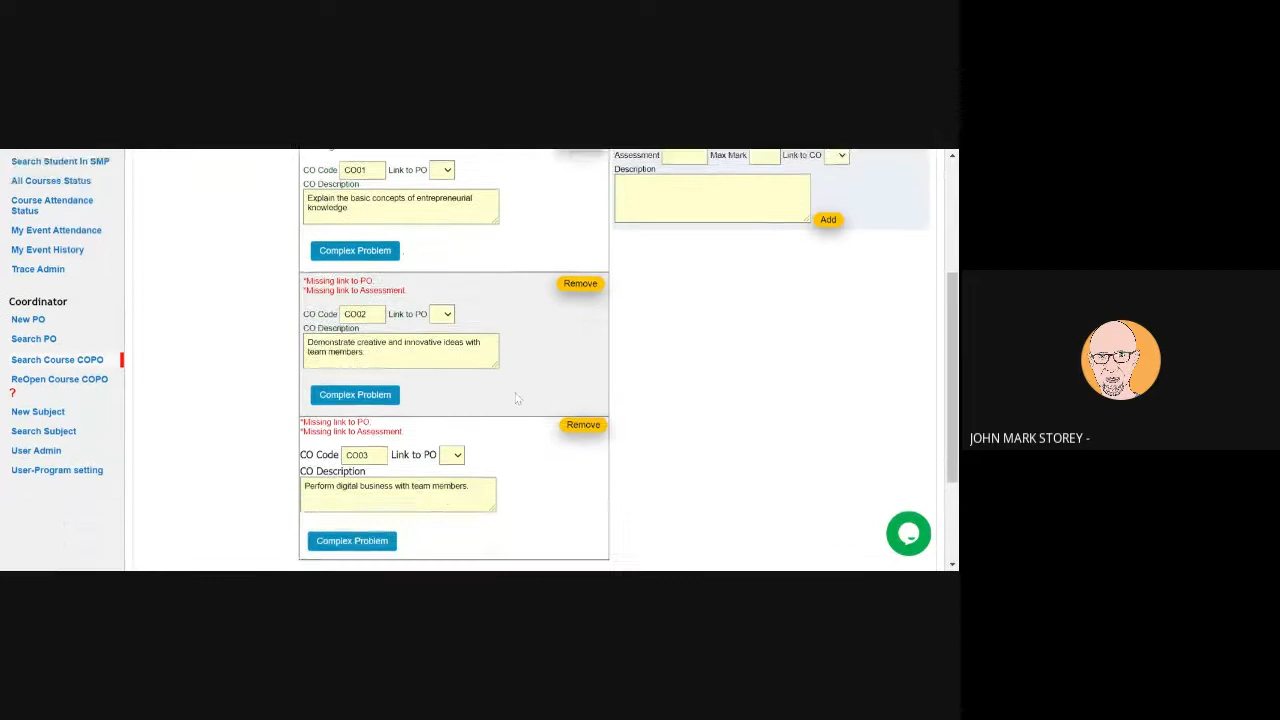 Search Student In SMP
All Courses Status
Course Attendance
Status
My Event Attendance
My Event History
Trace Admin
Coordinator
New PO
Search PO
Search Course COPO
ReOpen Course COPO
?
New Subject
Search Subject
User Admin
User-Program setting
CO Code CO01 Link to PO
CO Description
Explain the basic concepts of entrepreneurial
knowledge
Complex Problem
*Missing link to PO.
*Missing link to Assessment.
Remove
CO Code CO02 Link to PO
CO Description
Demonstrate creative and innovative ideas with
team members.
Complex Problem
*Missing link to PO.
*Missing link to Assessment.
Remove
CO Code CO03 Link to PO
CO Description
Perform digital business with team members.
Complex Problem
Assessment Max Mark Link to CO
Description
Add
JOHN MARK STOREY -